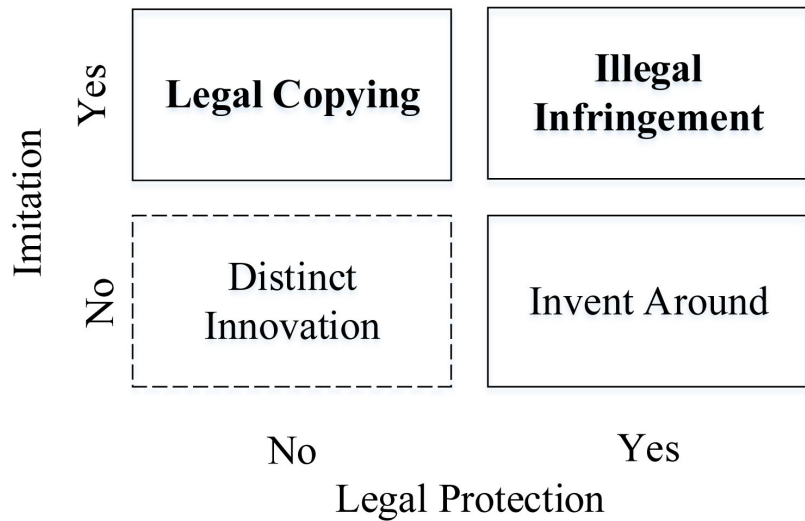 Imitation
Yes
Legal Copying
Illegal
Infringement
No
Distinct
Innovation
Invent Around
No
Yes
Legal Protection